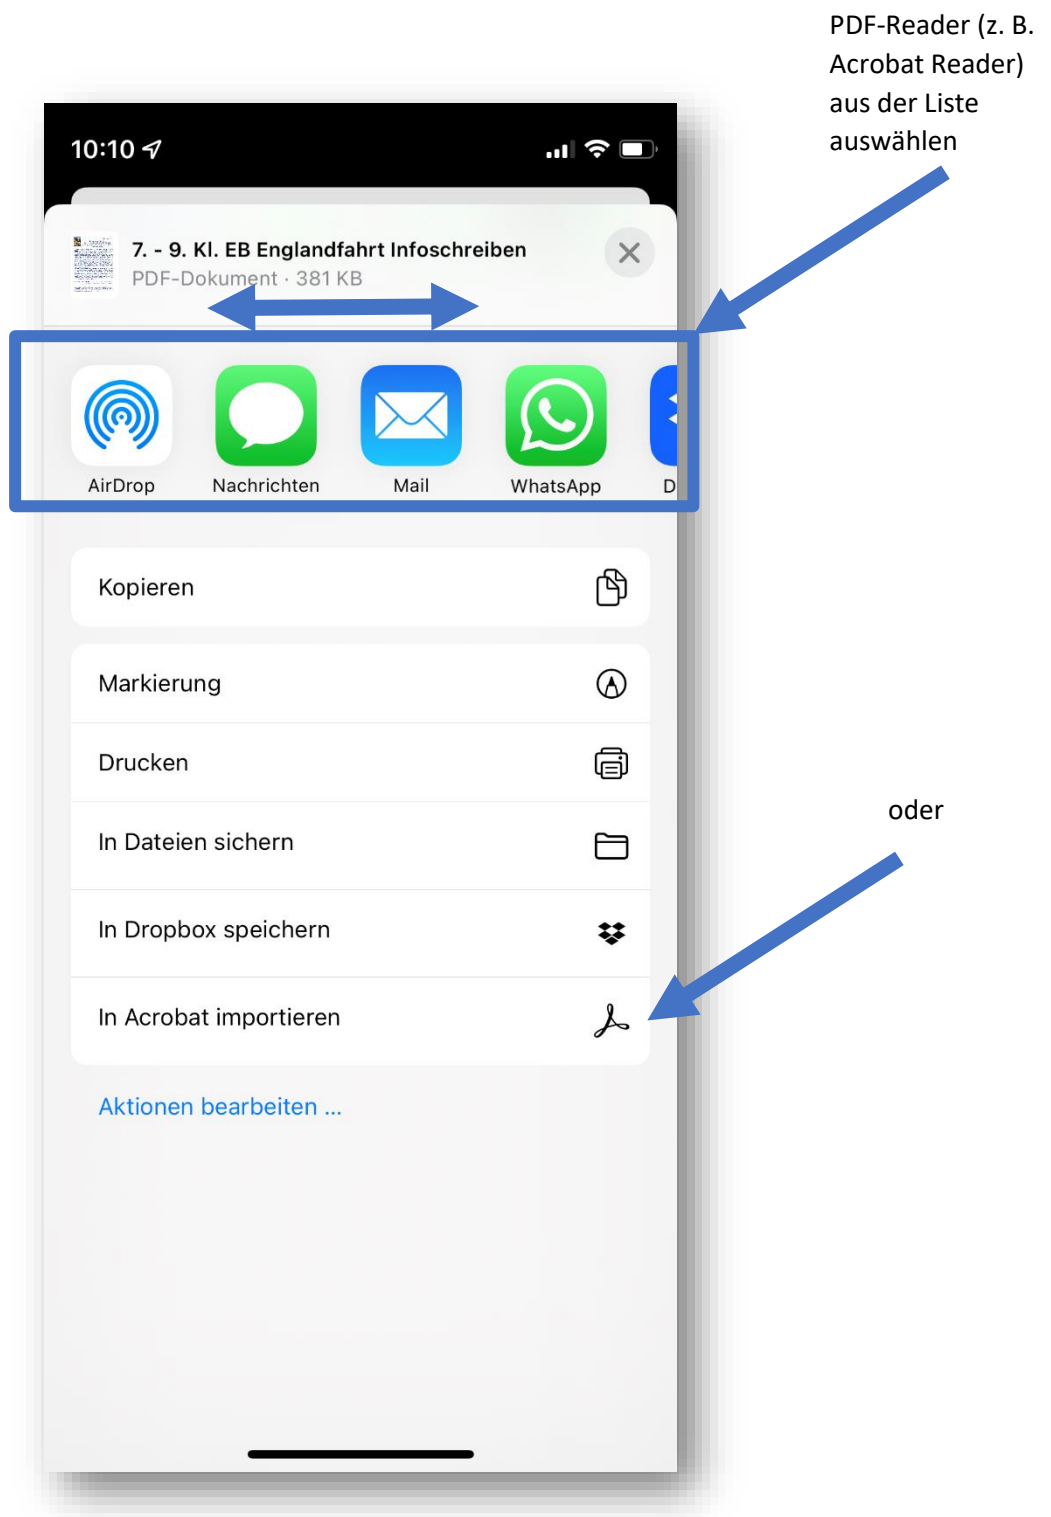 PDF-Reader (z. B.
Acrobat Reader)
aus der Liste
auswählen
10:10
7. - 9. Kl. EB Englandfahrt Infoschreiben
PDF-Dokument · 381 KB
AirDrop Nachrichten Mail WhatsApp D
Kopieren
Markierung
Drucken
oder
In Dateien sichern
In Dropbox speichern
In Acrobat importieren
Aktionen bearbeiten ...